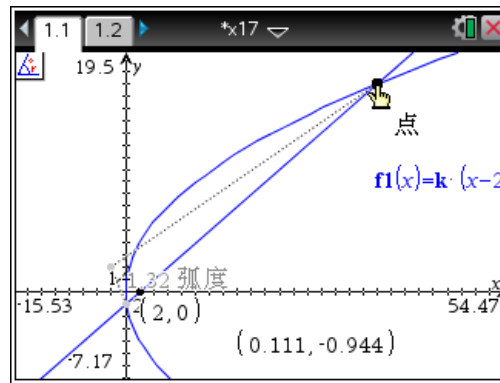 1.1 1.2 *x17
19.5 y
点
f1(x)=k·(x-2
1 1.32 弧度
x
-15.53 (2,0) 54.47
(0.111,-0.944)
-7.17